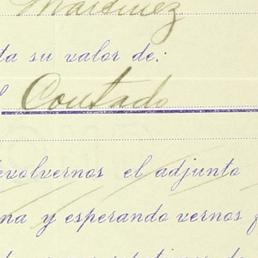 Martinez
ta su valor de:
Contado
evolvernos el adjunto
na y esperando vernos f